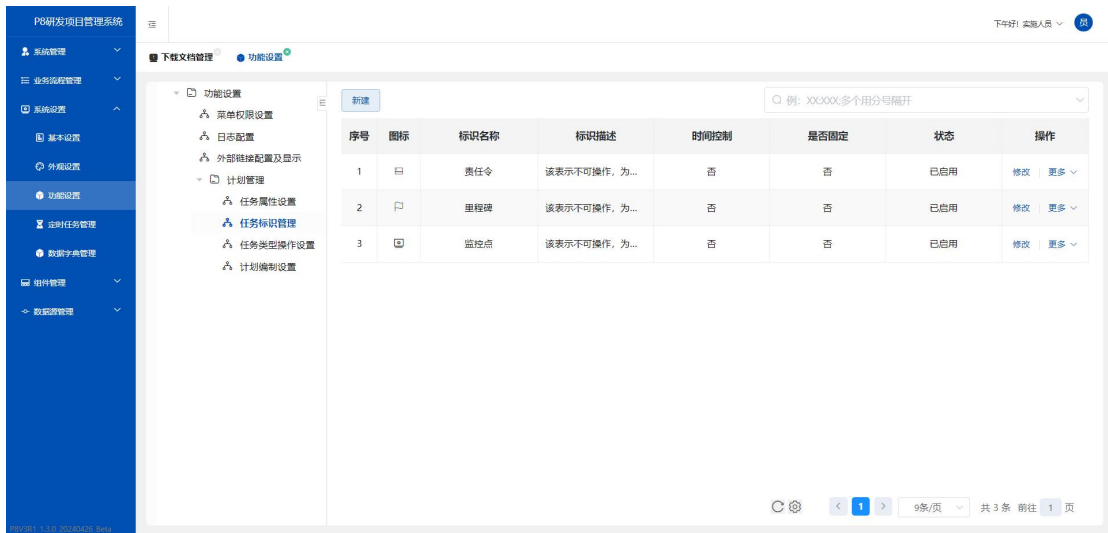 P8研发项目管理系统
下午好! 实施人员
员
系统管理
业务流程管理
系统设置
基本设置
外观设置
功能设置
定时任务管理
数据字典管理
组件管理
数据源管理
P8V3R1 1.3.0 20240426 Beta
下载文档管理 功能设置
功能设置
菜单权限设置
日志配置
外部链接配置及显示
计划管理
任务属性设置
任务标识管理
任务类型操作设置
计划编制设置
新建
例: XX:XXX;多个用分号隔开
序号 图标 标识名称 标识描述 时间控制 是否固定 状态 操作
1 责任令 该表示不可操作，为... 否 否 已启用 修改 更多
2 里程碑 该表示不可操作，为... 否 否 已启用 修改 更多
3 监控点 该表示不可操作，为... 否 否 已启用 修改 更多
1 9条/页 共 3 条 前往 1 页